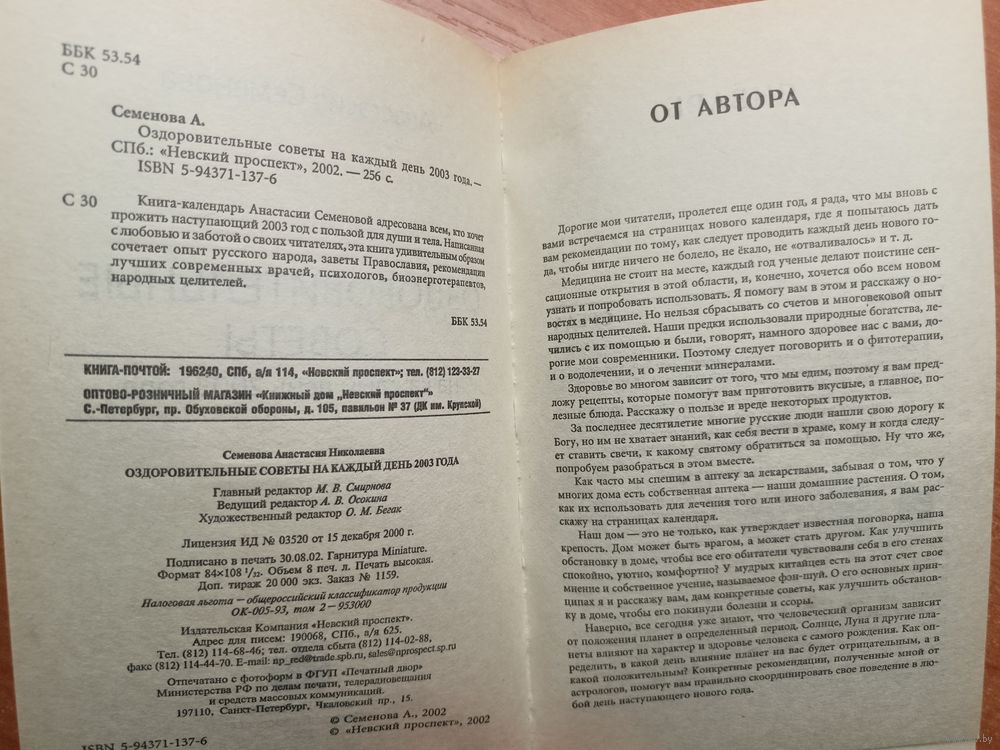 ББК 53.54
С 30
Семенова А.
Оздоровительные советы на каждый день 2003 года. —
СПб.: «Невский проспект», 2002. — 256 с.
ISBN 5-94371-137-6
С 30
Книга-календарь Анастасии Семеновой адресована всем, кто хочет
прожить наступающий 2003 год с пользой для души и тела. Написанная
с любовью и заботой о своих читателях, эта книга удивительным образом
сочетает опыт русского народа, заветы Православия, рекомендации
лучших современных врачей, психологов, биоэнерготерапевтов,
народных целителей.
ББК 53.54
КНИГА-ПОЧТОЙ: 196240, СПб, а/я 114, «Невский проспект»; тел. (812) 123-33-27
ОПТОВО-РОЗНИЧНЫЙ МАГАЗИН «Книжный дом „Невский проспект"»
С.-Петербург, пр. Обуховской обороны, д. 105, павильон № 37 (ДК им. Крупской)
Семенова Анастасия Николаевна
ОЗДОРОВИТЕЛЬНЫЕ СОВЕТЫ НА КАЖДЫЙ ДЕНЬ 2003 ГОДА
Главный редактор М. В. Смирнова
Ведущий редактор А. В. Осокина
Художественный редактор О. М. Бегак
Лицензия ИД № 03520 от 15 декабря 2000 г.
Подписано в печать 30.08.02. Гарнитура Miniature.
Формат 84×108 1/32. Объем 8 печ. л. Печать высокая.
Доп. тираж 20 000 экз. Заказ № 1159.
Налоговая льгота — общероссийский классификатор продукции
ОК-005-93, том 2 – 953000
Издательская Компания «Невский проспект».
Адрес для писем: 190068, СПб., а/я 625.
Тел. (812) 114-68-46; тел. отдела сбыта (812) 114-02-88,
факс (812) 114-44-70. E-mail: np_red@trade.spb.ru, sales@nprospect.sp.ru
Отпечатано с фотоформ в ФГУП «Печатный двор»
Министерства РФ по делам печати, телерадиовещания
и средств массовых коммуникаций.
197110, Санкт-Петербург, Чкаловский пр., 15.
© Семенова А., 2002
© «Невский проспект», 2002
ISBN 5-94371-137-6
ОТ АВТОРА
Дорогие мои читатели, пролетел еще один год, я рада, что мы вновь с
вами встречаемся на страницах нового календаря, где я попытаюсь дать
вам рекомендации по тому, как следует проводить каждый день нового го-
да, чтобы нигде ничего не болело, не ёкало, не «отваливалось» и т. д.
Медицина не стоит на месте, каждый год ученые делают поистине сен-
сационные открытия в этой области, и, конечно, хочется обо всем новом
узнать и попробовать использовать. Я помогу вам в этом и расскажу о но-
востях в медицине. Но нельзя сбрасывать со счетов и многовековой опыт
народных целителей. Наши предки использовали природные богатства, ле-
чились с их помощью и были, говорят, намного здоровее нас с вами, до-
рогие мои современники. Поэтому следует поговорить и о фитотерапии,
и о водолечении, и о лечении минералами.
Здоровье во многом зависит от того, что мы едим, поэтому я вам пред-
ложу рецепты, которые помогут вам приготовить вкусные, а главное, по-
лезные блюда. Расскажу о пользе и вреде некоторых продуктов.
За последнее десятилетие многие русские люди нашли свою дорогу к
Богу, но им не хватает знаний, как себя вести в храме, кому и когда следу-
ет ставить свечи, к какому святому обратиться за помощью. Ну что же,
попробуем разобраться в этом вместе.
Как часто мы спешим в аптеку за лекарствами, забывая о том, что у
многих дома есть собственная аптека — наши домашние растения. О том,
как их использовать для лечения того или иного заболевания, я вам рас-
скажу на страницах календаря.
Наш дом — это не только, как утверждает известная поговорка, наша
крепость. Дом может быть врагом, а может стать другом. Как улучшить
обстановку в доме, чтобы все его обитатели чувствовали себя в его стенах
спокойно, уютно, комфортно? У мудрых китайцев есть на этот счет свое
мнение и собственное учение, называемое фэн-шуй. О его основных прин-
ципах я и расскажу вам, дам конкретные советы, как улучшить обстанов-
ку в доме, чтобы его покинули болезни и ссоры.
Наверно, все сегодня уже знают, что человеческий организм зависит
от положения планет в определенный период. Солнце, Луна и другие пла-
неты влияют на характер и здоровье человека с самого рождения. Как оп-
ределить, в какой день влияние планет на вас будет отрицательным, а в
какой положительным? Конкретные рекомендации, полученные мной от
астрологов, помогут вам правильно скоординировать свое поведение в лю-
бой день наступающего нового года.